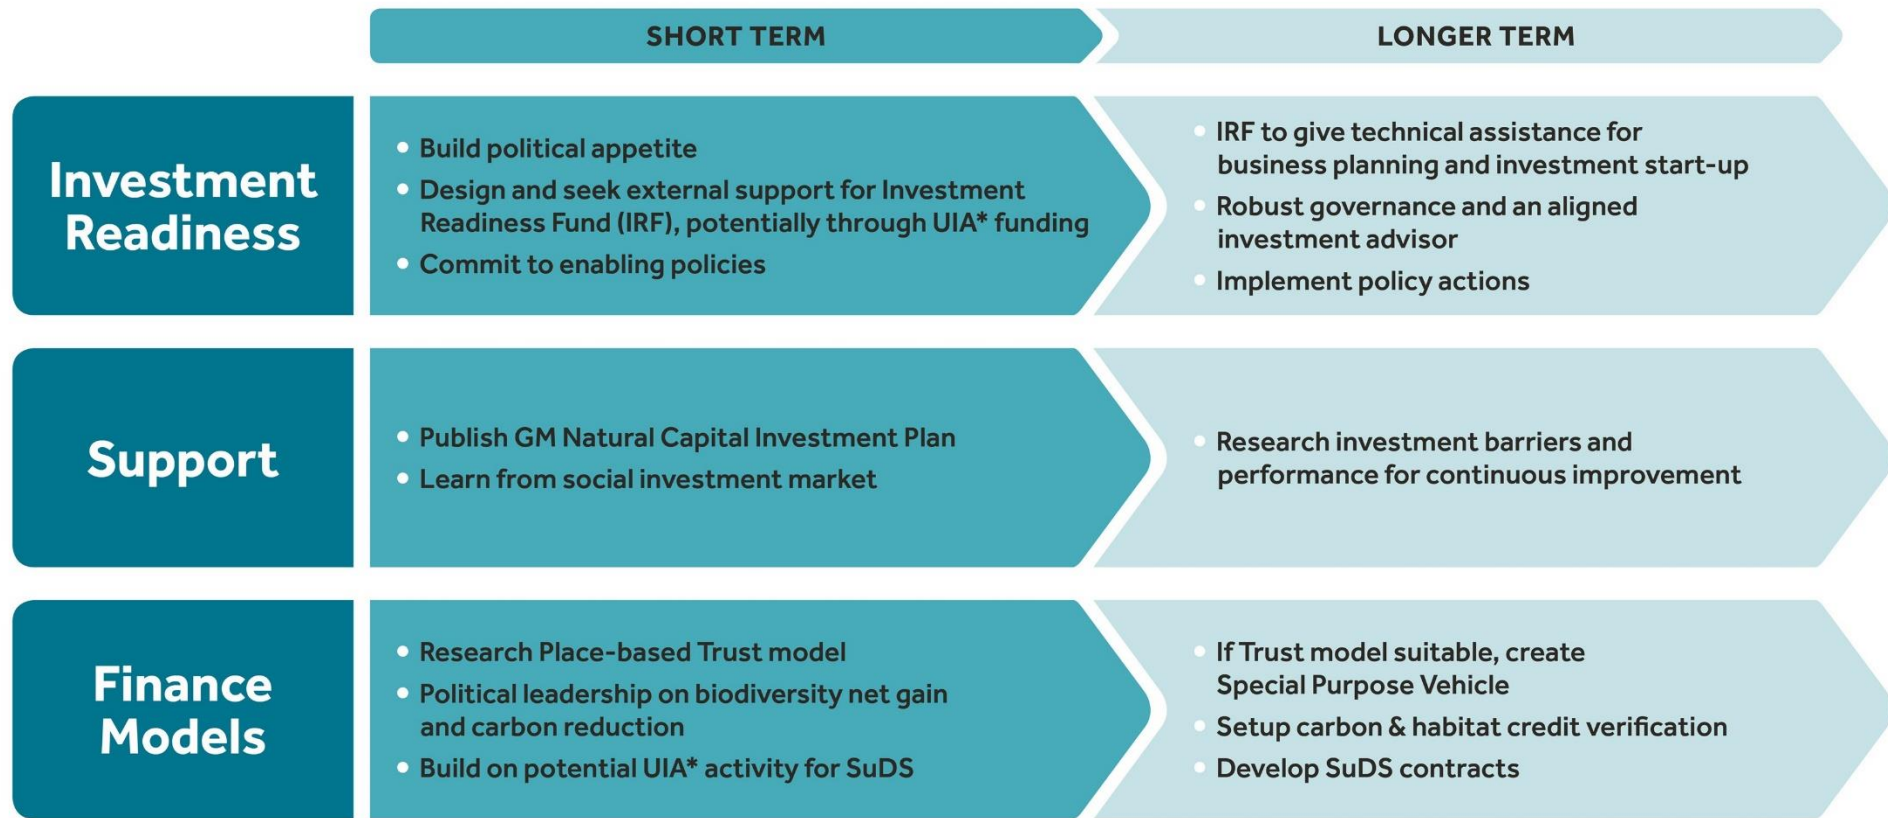 SHORT TERM
LONGER TERM
Investment
Readiness
• Build political appetite
• Design and seek external support for Investment
Readiness Fund (IRF), potentially through UIA* funding
• Commit to enabling policies
• IRF to give technical assistance for
business planning and investment start-up
• Robust governance and an aligned
investment advisor
• Implement policy actions
Support
• Publish GM Natural Capital Investment Plan
• Learn from social investment market
• Research investment barriers and
performance for continuous improvement
Finance
Models
• Research Place-based Trust model
• Political leadership on biodiversity net gain
and carbon reduction
• Build on potential UIA* activity for SuDS
• If Trust model suitable, create
Special Purpose Vehicle
• Setup carbon & habitat credit verification
• Develop SuDS contracts